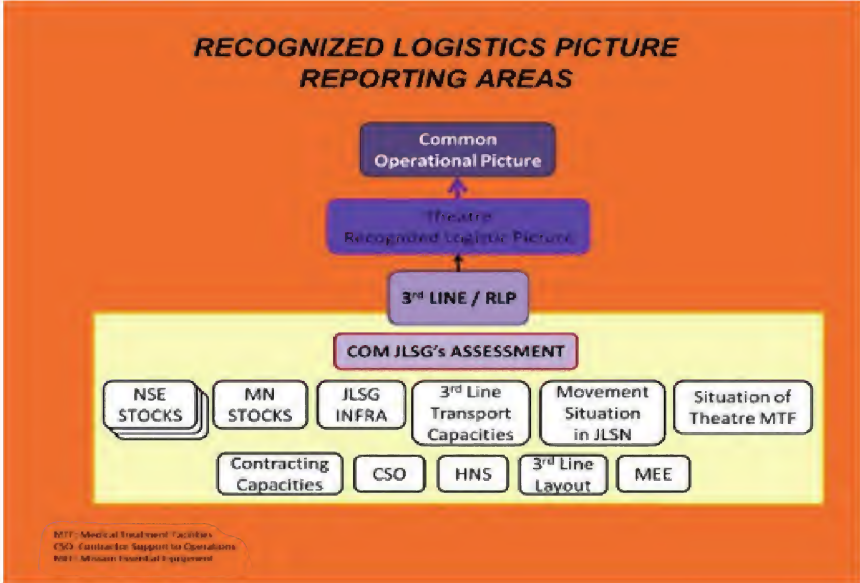 RECOGNIZED LOGISTICS PICTURE
REPORTING AREAS
Common
Operational Picture
Theatre
Recognized Logistic Picture
3rd LINE / RLP
COM JLSG's ASSESSMENT
NSE
STOCKS
MN
STOCKS
JLSG
INFRA
3rd Line
Transport
Capacities
Movement
Situation
in JLSN
Situation of
Theatre MTF
Contracting
Capacities
CSO
HNS
3rd Line
Layout
MEE
MTF: Medical Treatment Facilities
CSO: Contractor Support to Operations
MEE: Mission Essential Equipment